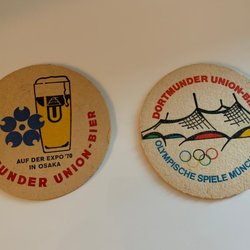 U
AUF DER EXPO '70
IN OSAKA
UNDER UNION-BIER
DORTMUNDER UNION-
OLYMPISCHE SPIELE MÜNC